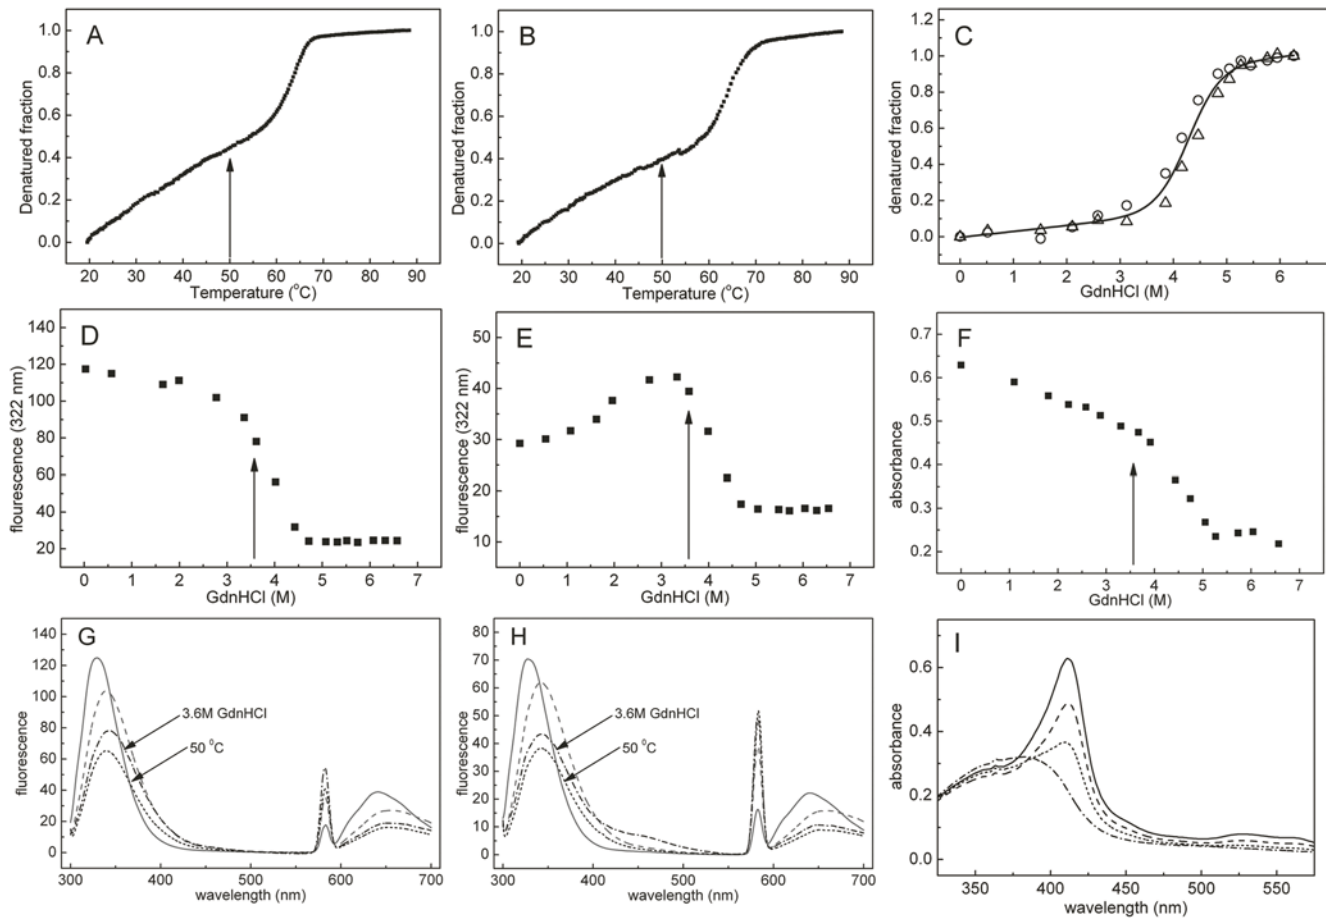 A
Denatured fraction
1.0
0.8
0.6
0.4
0.2
0.0
20 30 40 50 60 70 80 90
Temperature (°C)
B
Denatured fraction
1.0
0.8
0.6
0.4
0.2
0.0
20 30 40 50 60 70 80 90
Temperature (°C)
C
denatured fraction
1.2
1.0
0.8
0.6
0.4
0.2
0.0
0 1 2 3 4 5 6
GdnHCl (M)
D
flourescence (322 nm)
140
120
100
80
60
40
20
0 1 2 3 4 5 6 7
GdnHCl (M)
E
flourescence (322 nm)
50
40
30
20
10
0 1 2 3 4 5 6 7
GdnHCl (M)
F
absorbance
0.7
0.6
0.5
0.4
0.3
0.2
0 1 2 3 4 5 6 7
GdnHCl (M)
G
fluorescence
140
120
100
80
60
40
20
0
3.6M GdnHCl
50 °C
300 400 500 600 700
wavelength (nm)
H
fluorescence
80
70
60
50
40
30
20
10
0
3.6M GdnHCl
50 °C
300 400 500 600 700
wavelength (nm)
I
absorbance
0.6
0.4
0.2
0.0
350 400 450 500 550
wavelength (nm)